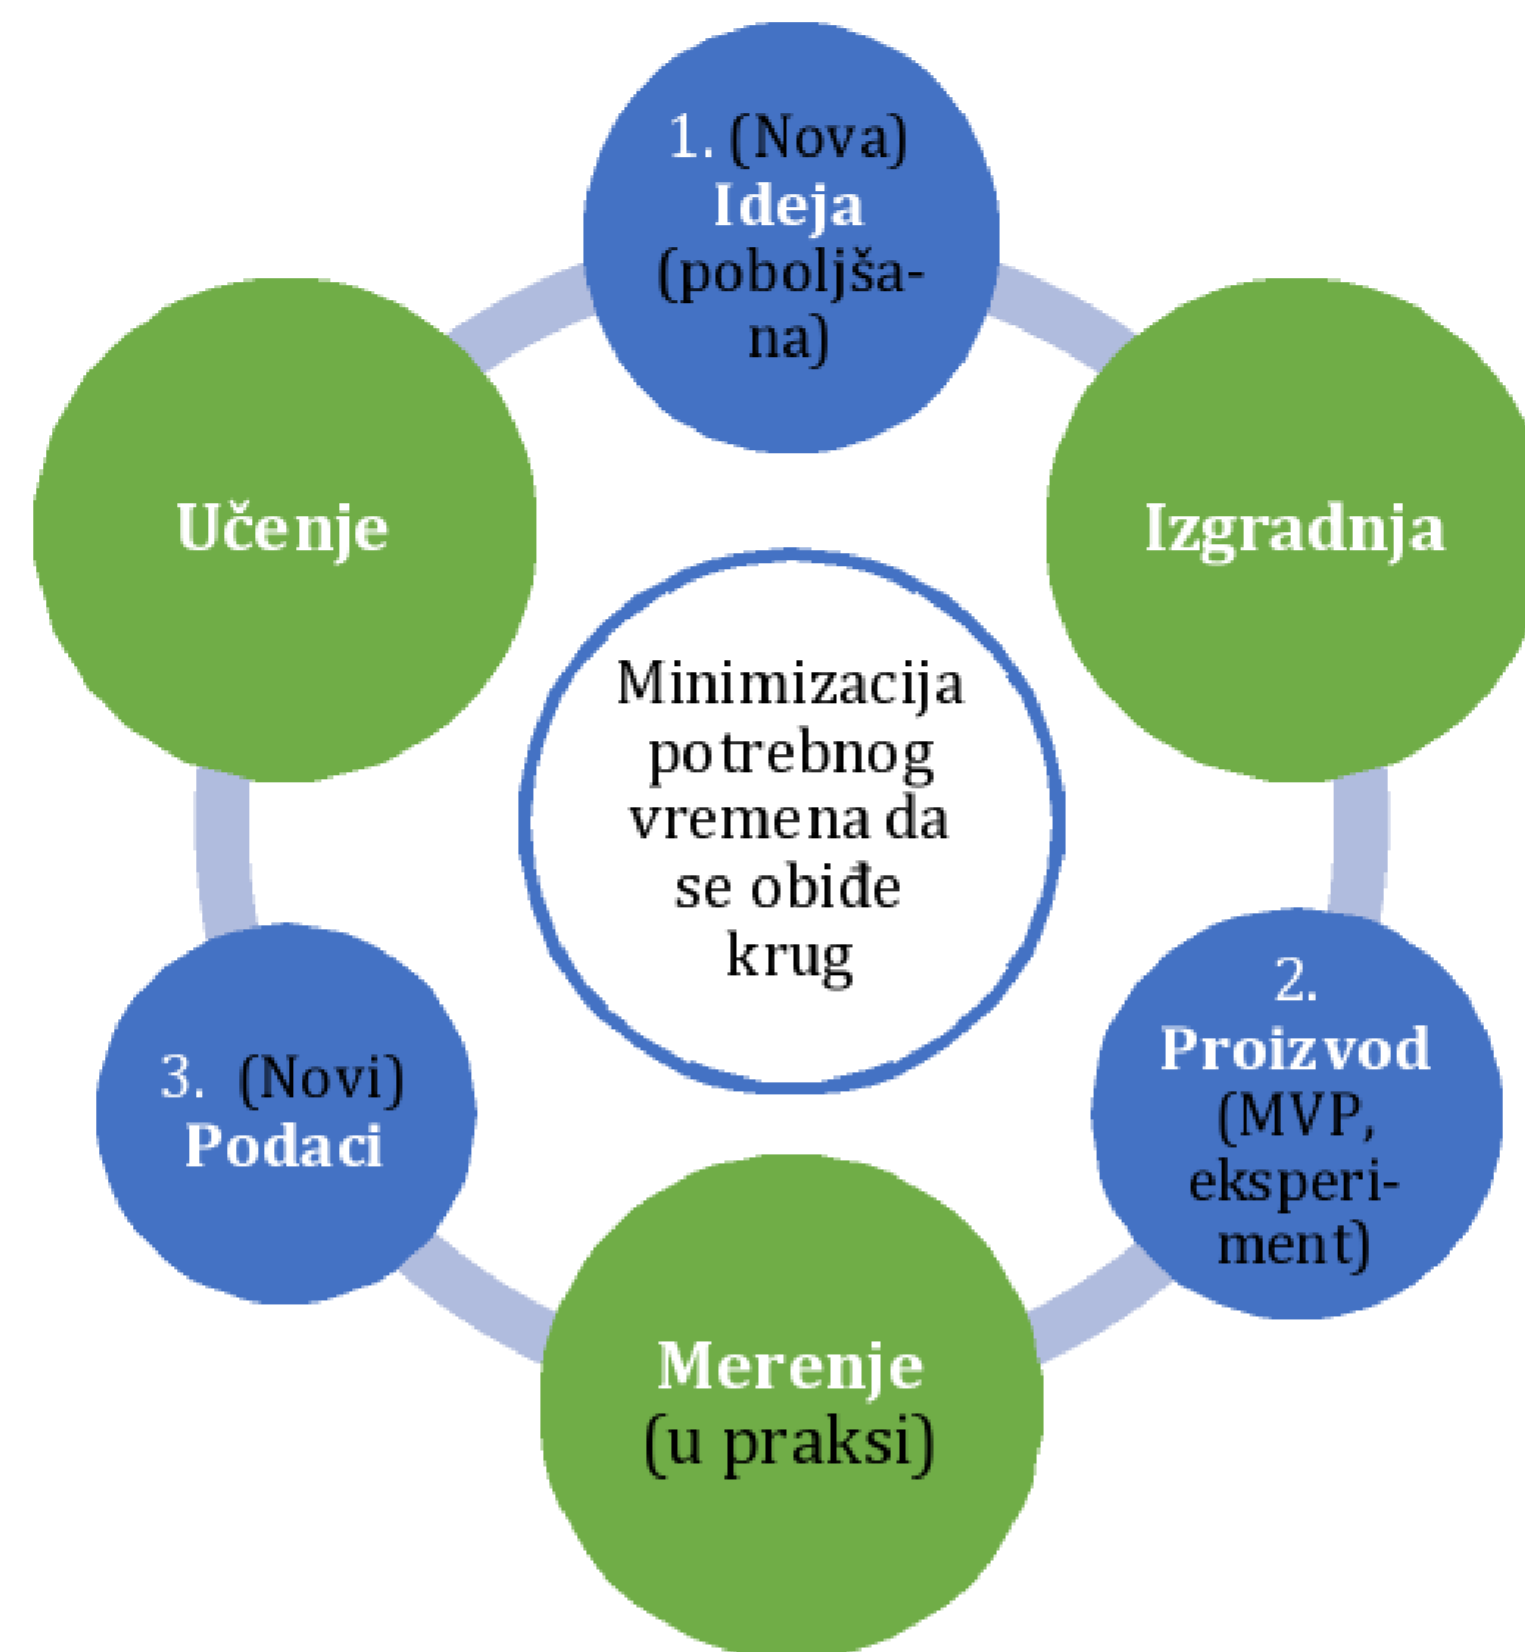 1. (Nova)
Ideja
(poboljša-
na)
Izgradnja
2.
Proizvod
(MVP,
eksperi-
ment)
Merenje
(u praksi)
3. (Novi)
Podaci
Učenje
Minimizacija
potrebnog
vremena da
se obiđe
krug